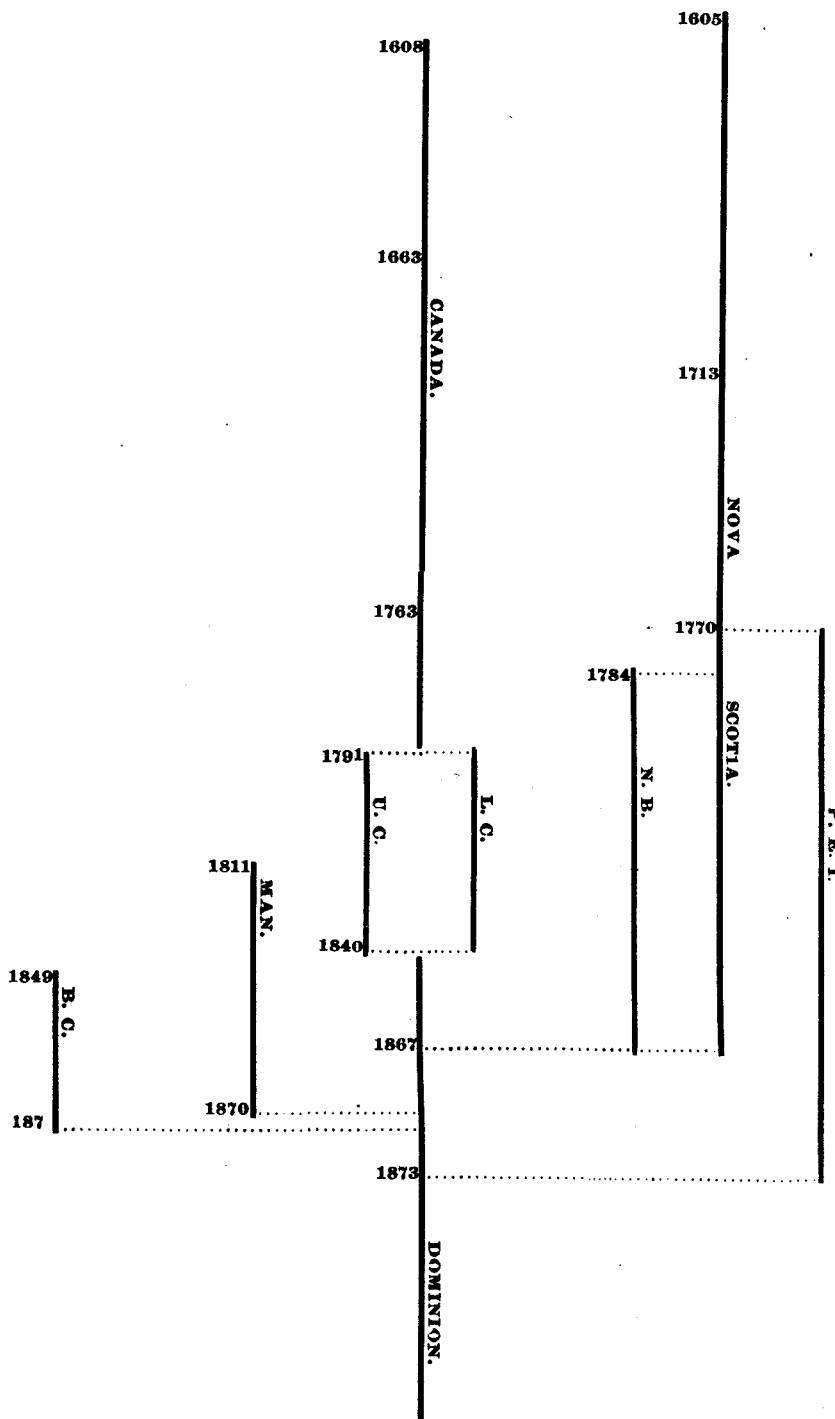 1605
1608
1663
CANADA.
1713
NOVA
1763
1770
1784
SCOTIA.
1791
N. B.
U. C.
L. C.
P. E. I.
1811
MAN.
1840
1849
B. C.
1867
1870
187
1873
DOMINION.